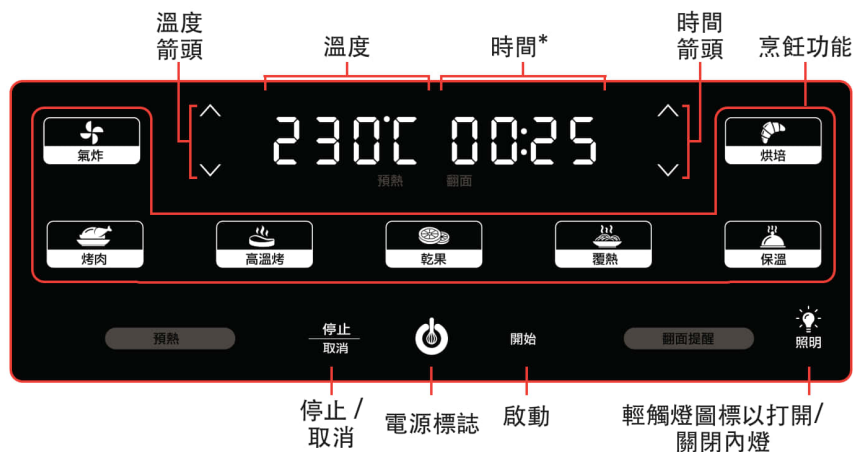 溫度
箭頭
溫度
時間*
時間
箭頭
烹飪功能
氣炸
230°C 00:25
預熱 翻面
烘培
烤肉
高溫烤
乾果
覆熱
保溫
預熱
停止
取消
開始
翻面提醒
照明
停止 /
取消
電源標誌
啟動
輕觸燈圖標以打開/
關閉內燈